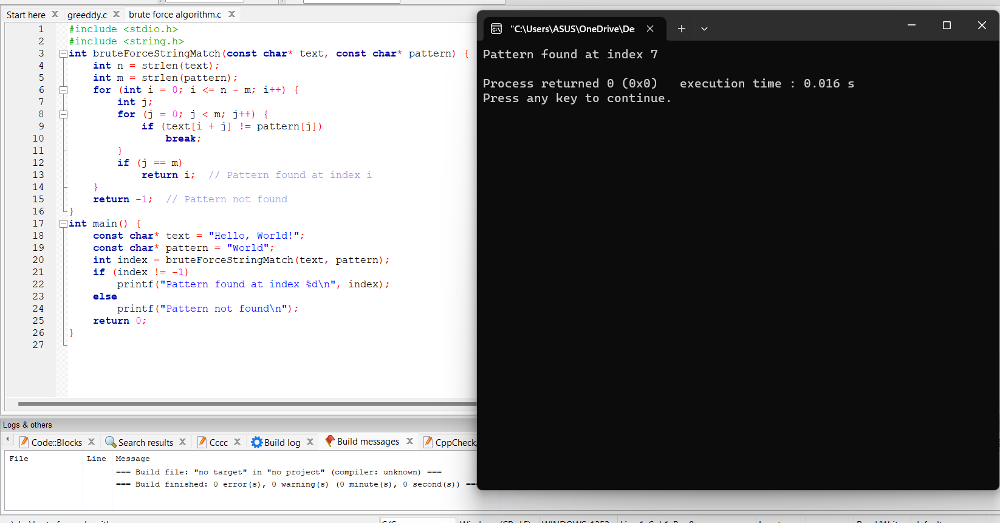 Start here
greeddy.c
brute force algorithm.c
1 #include <stdio.h>
2 #include <string.h>
3 int bruteForceStringMatch(const char* text, const char* pattern) {
4     int n = strlen(text);
5     int m = strlen(pattern);
6     for (int i = 0; i <= n - m; i++) {
7         int j;
8         for (j = 0; j < m; j++) {
9             if (text[i + j] != pattern[j])
10                 break;
11         }
12         if (j == m)
13             return i;  // Pattern found at index i
14     }
15     return -1;  // Pattern not found
16 }
17 int main() {
18     const char* text = "Hello, World!";
19     const char* pattern = "World";
20     int index = bruteForceStringMatch(text, pattern);
21     if (index != -1)
22         printf("Pattern found at index %d\n", index);
23     else
24         printf("Pattern not found\n");
25     return 0;
26 }
27
"C:\Users\ASUS\OneDrive\De
Pattern found at index 7
Process returned 0 (0x0)   execution time : 0.016 s
Press any key to continue.
Logs & others
Code::Blocks
Search results
Cccc
Build log
Build messages
CppCheck/
File Line Message
=== Build file: "no target" in "no project" (compiler: unknown) ===
=== Build finished: 0 error(s), 0 warning(s) (0 minute(s), 0 second(s)) ===